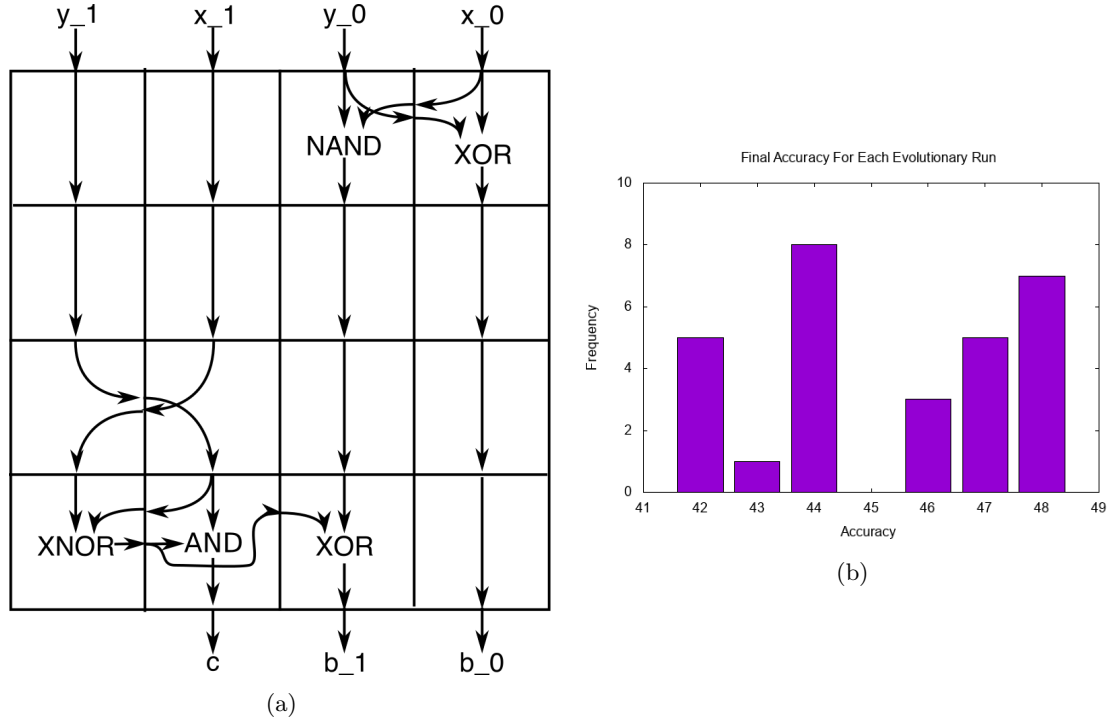 y_1 x_1 y_0 x_0
NAND XOR
XNOR AND XOR
c b_1 b_0
(a)
Final Accuracy For Each Evolutionary Run
10
8
6
4
2
0
Frequency
41 42 43 44 45 46 47 48 49
Accuracy
(b)